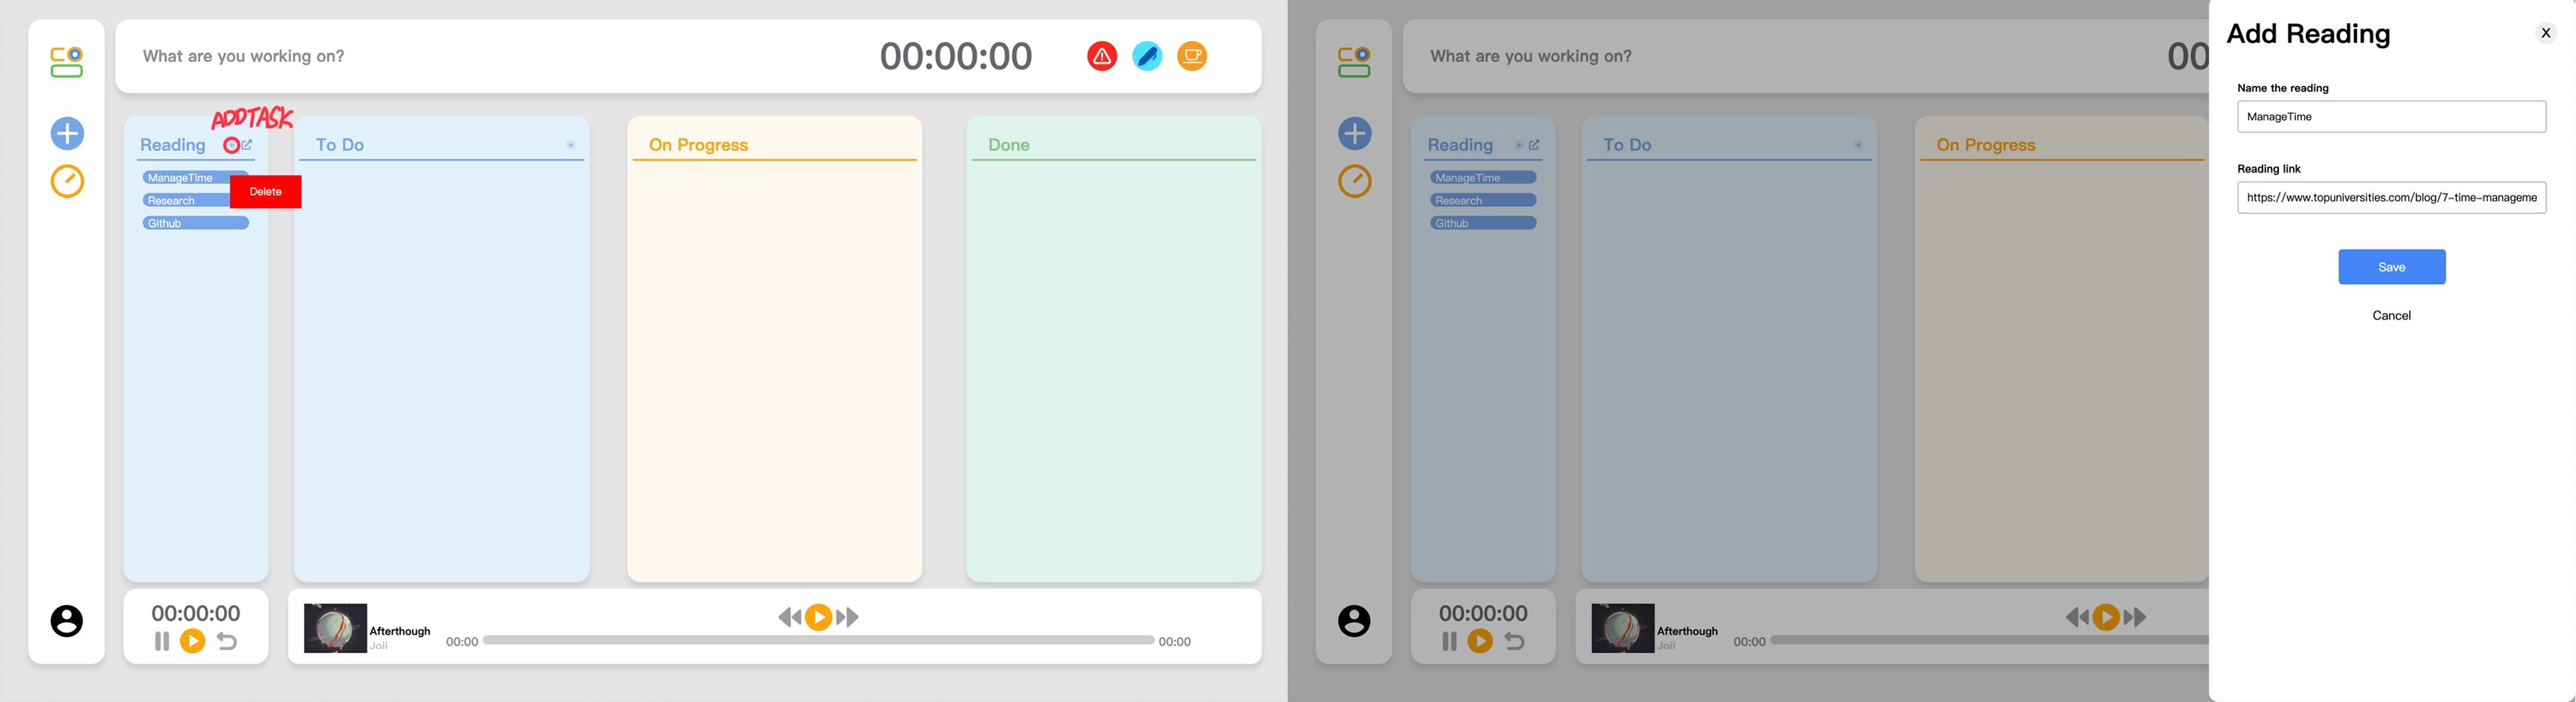 What are you working on?
00:00:00
ADDTASK
Reading
To Do
On Progress
Done
ManageTime
Delete
Research
Github
00:00:00
Afterthough
Joli
00:00
00:00
What are you working on?
00
Reading
To Do
On Progress
ManageTime
Research
Github
00:00:00
Afterthough
Joli
00:00
Add Reading
X
Name the reading
ManageTime
Reading link
https://www.topuniversities.com/blog/7-time-manageme
Save
Cancel